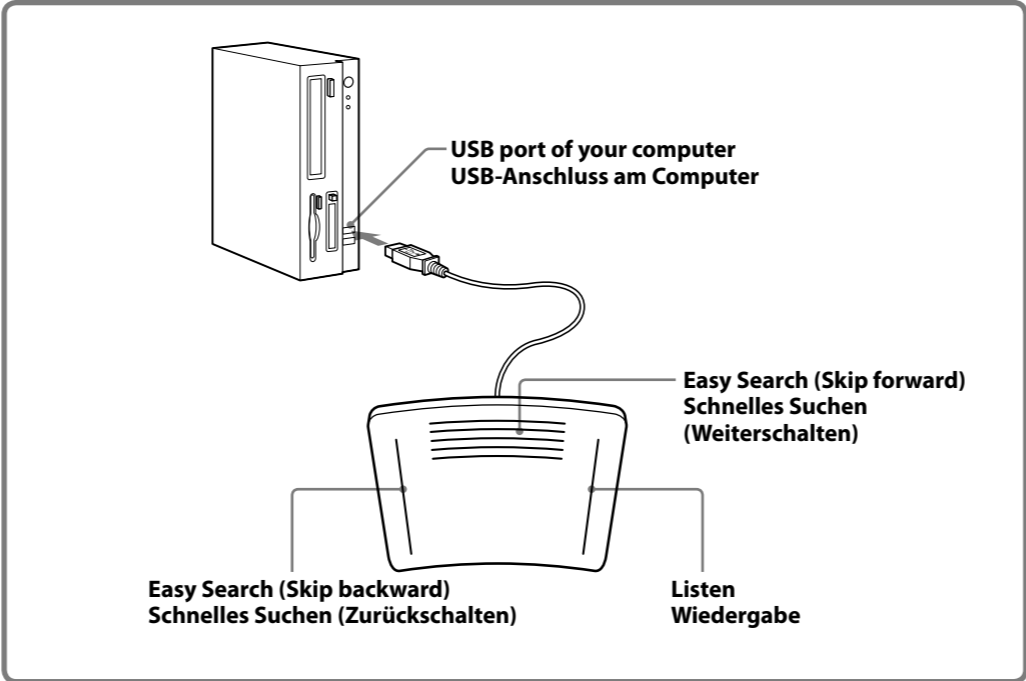 USB port of your computer
USB-Anschluss am Computer
Easy Search (Skip forward)
Schnelles Suchen
(Weiterschalten)
Easy Search (Skip backward)
Schnelles Suchen (Zurückschalten)
Listen
Wiedergabe